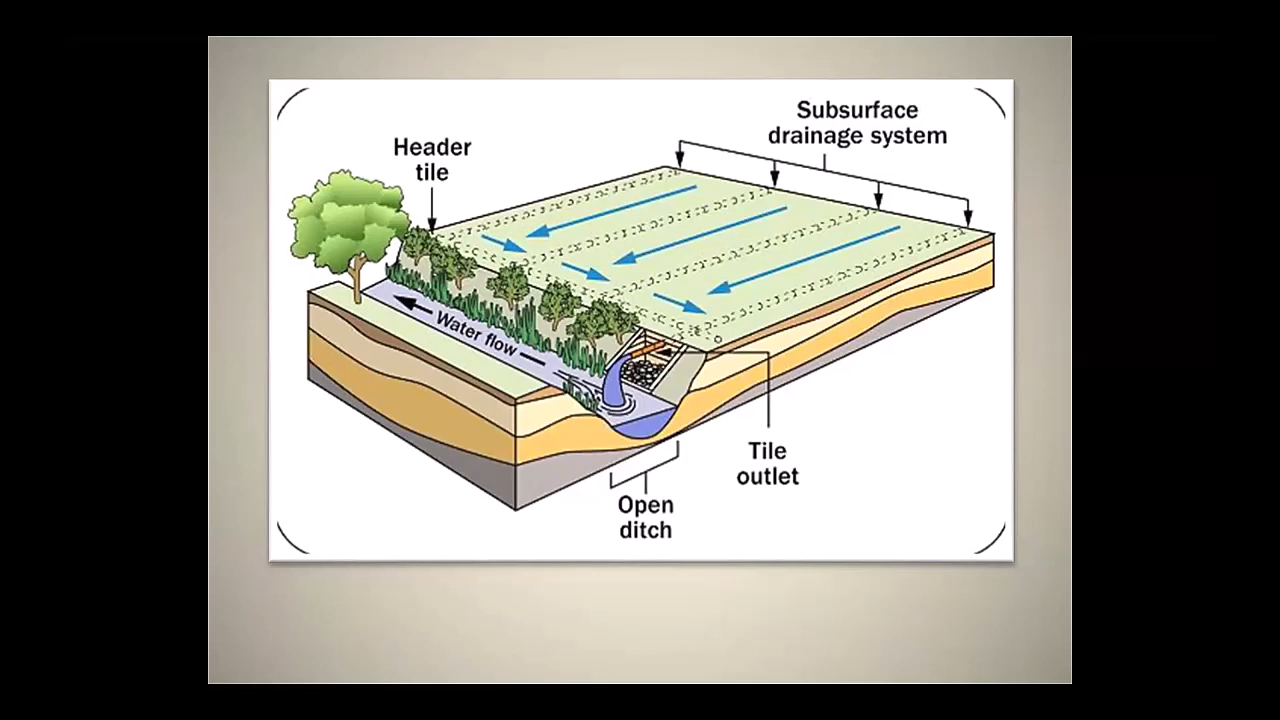 Subsurface
drainage system
Header
tile
Water flow
Tile
outlet
Open
ditch